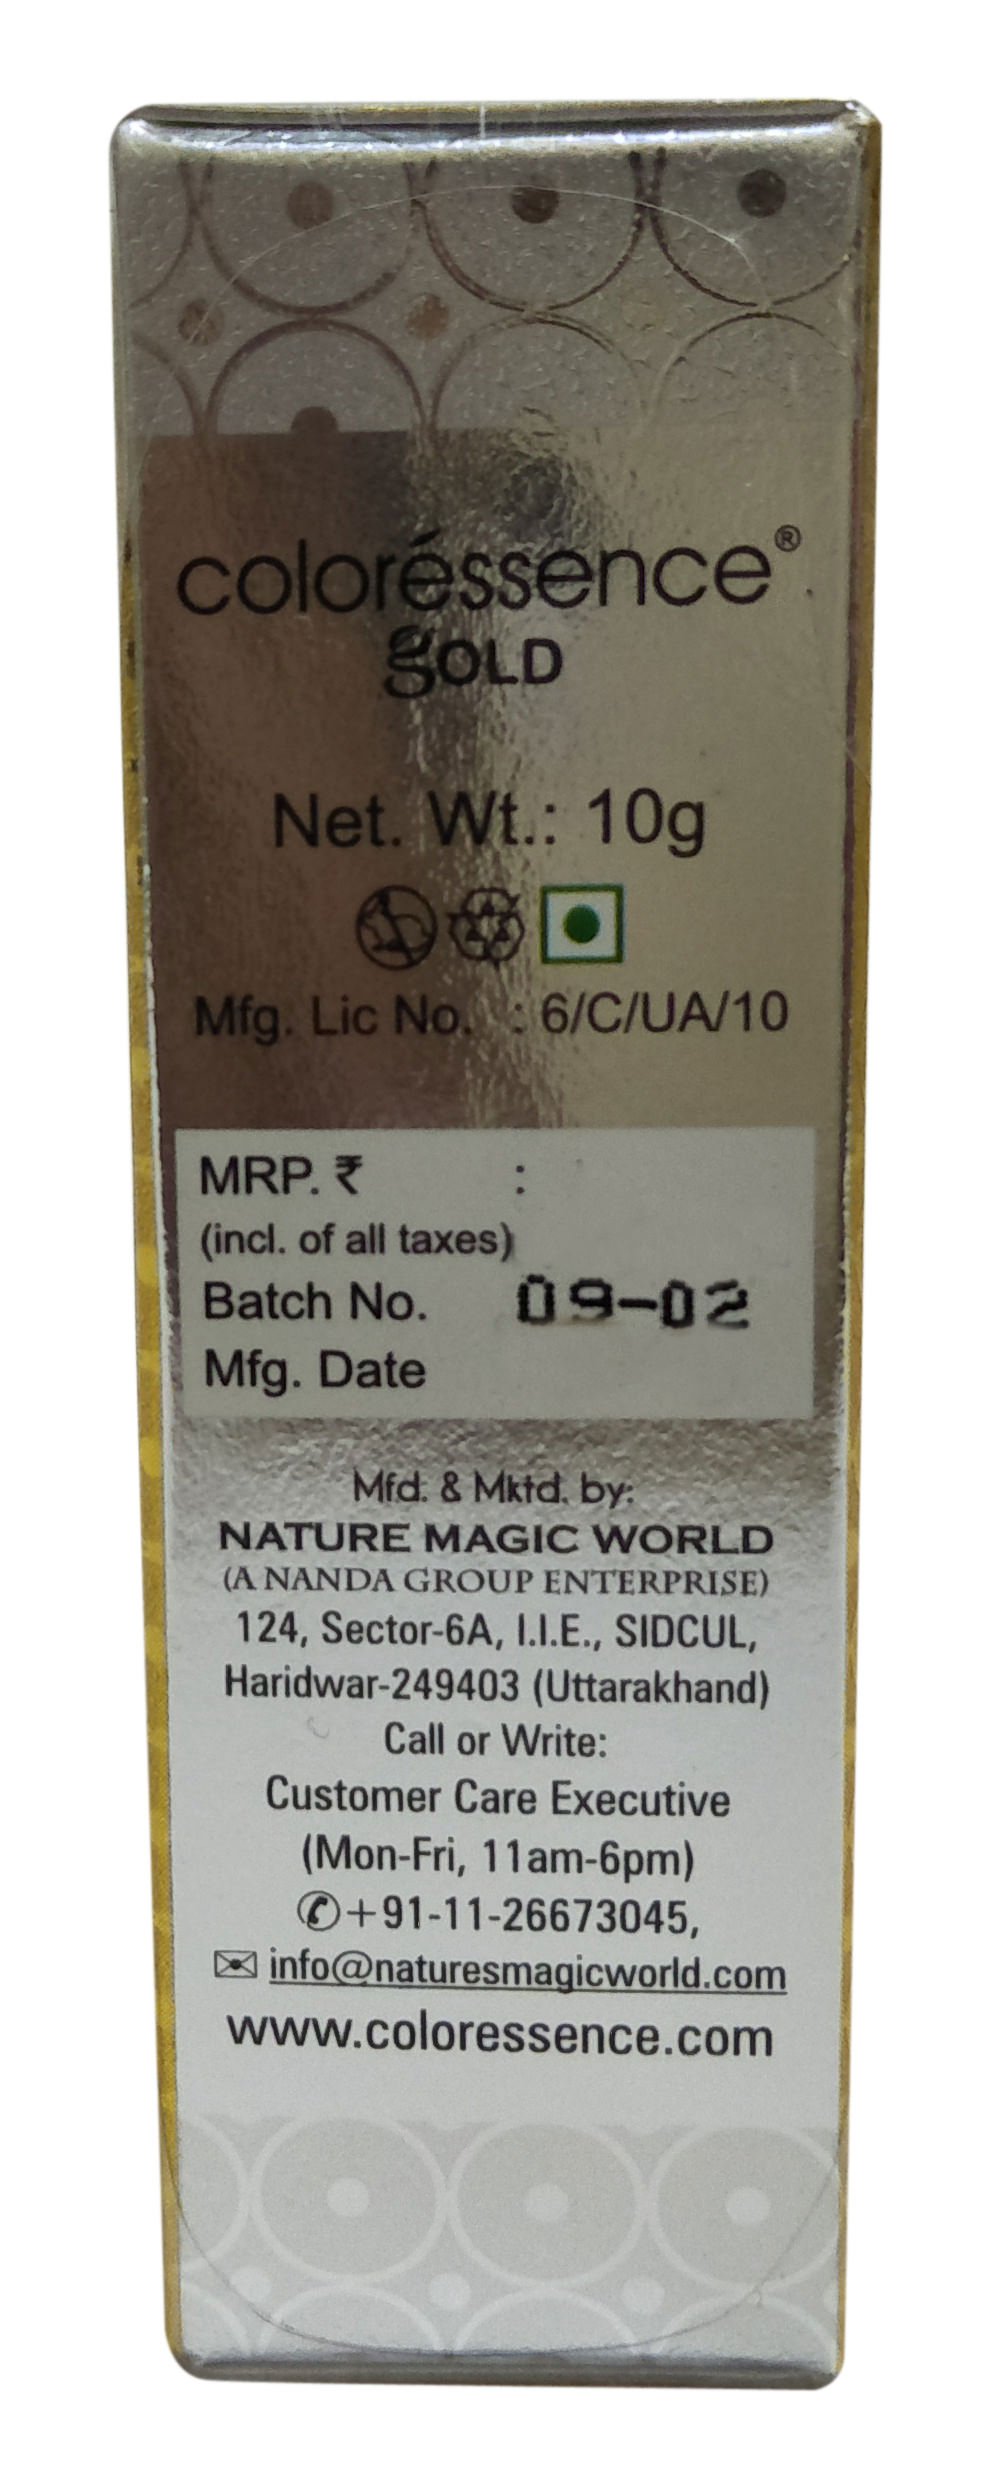 coloréssence®
gOLD
Net. Wt.: 10g
Mfg. Lic No. : 6/C/UA/10
MRP. ₹ :
(incl. of all taxes)
Batch No. 09-02
Mfg. Date
Mfd. & Mktd. by:
NATURE MAGIC WORLD
(A NANDA GROUP ENTERPRISE)
124, Sector-6A, I.I.E., SIDCUL,
Haridwar-249403 (Uttarakhand)
Call or Write:
Customer Care Executive
(Mon-Fri, 11am-6pm)
✆+91-11-26673045,
✉ info@naturesmagicworld.com
www.coloressence.com